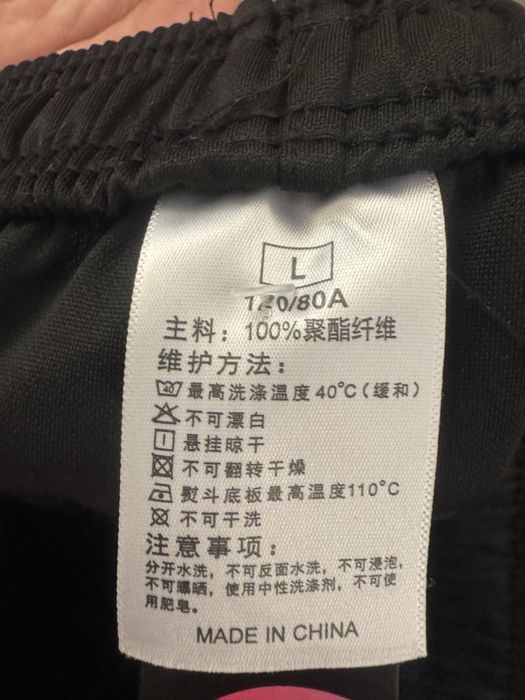 L
/80A
主料：100%聚酯纤维
维护方法：
40 最高洗涤温度40°C（缓和）
不可漂白
悬挂晾干
不可翻转干燥
熨斗底板最高温度110°C
不可干洗
注意事项：
分开水洗，不可反面水洗，不可浸泡，
不可曝晒，使用中性洗涤剂，不可使
用肥皂。
MADE IN CHINA